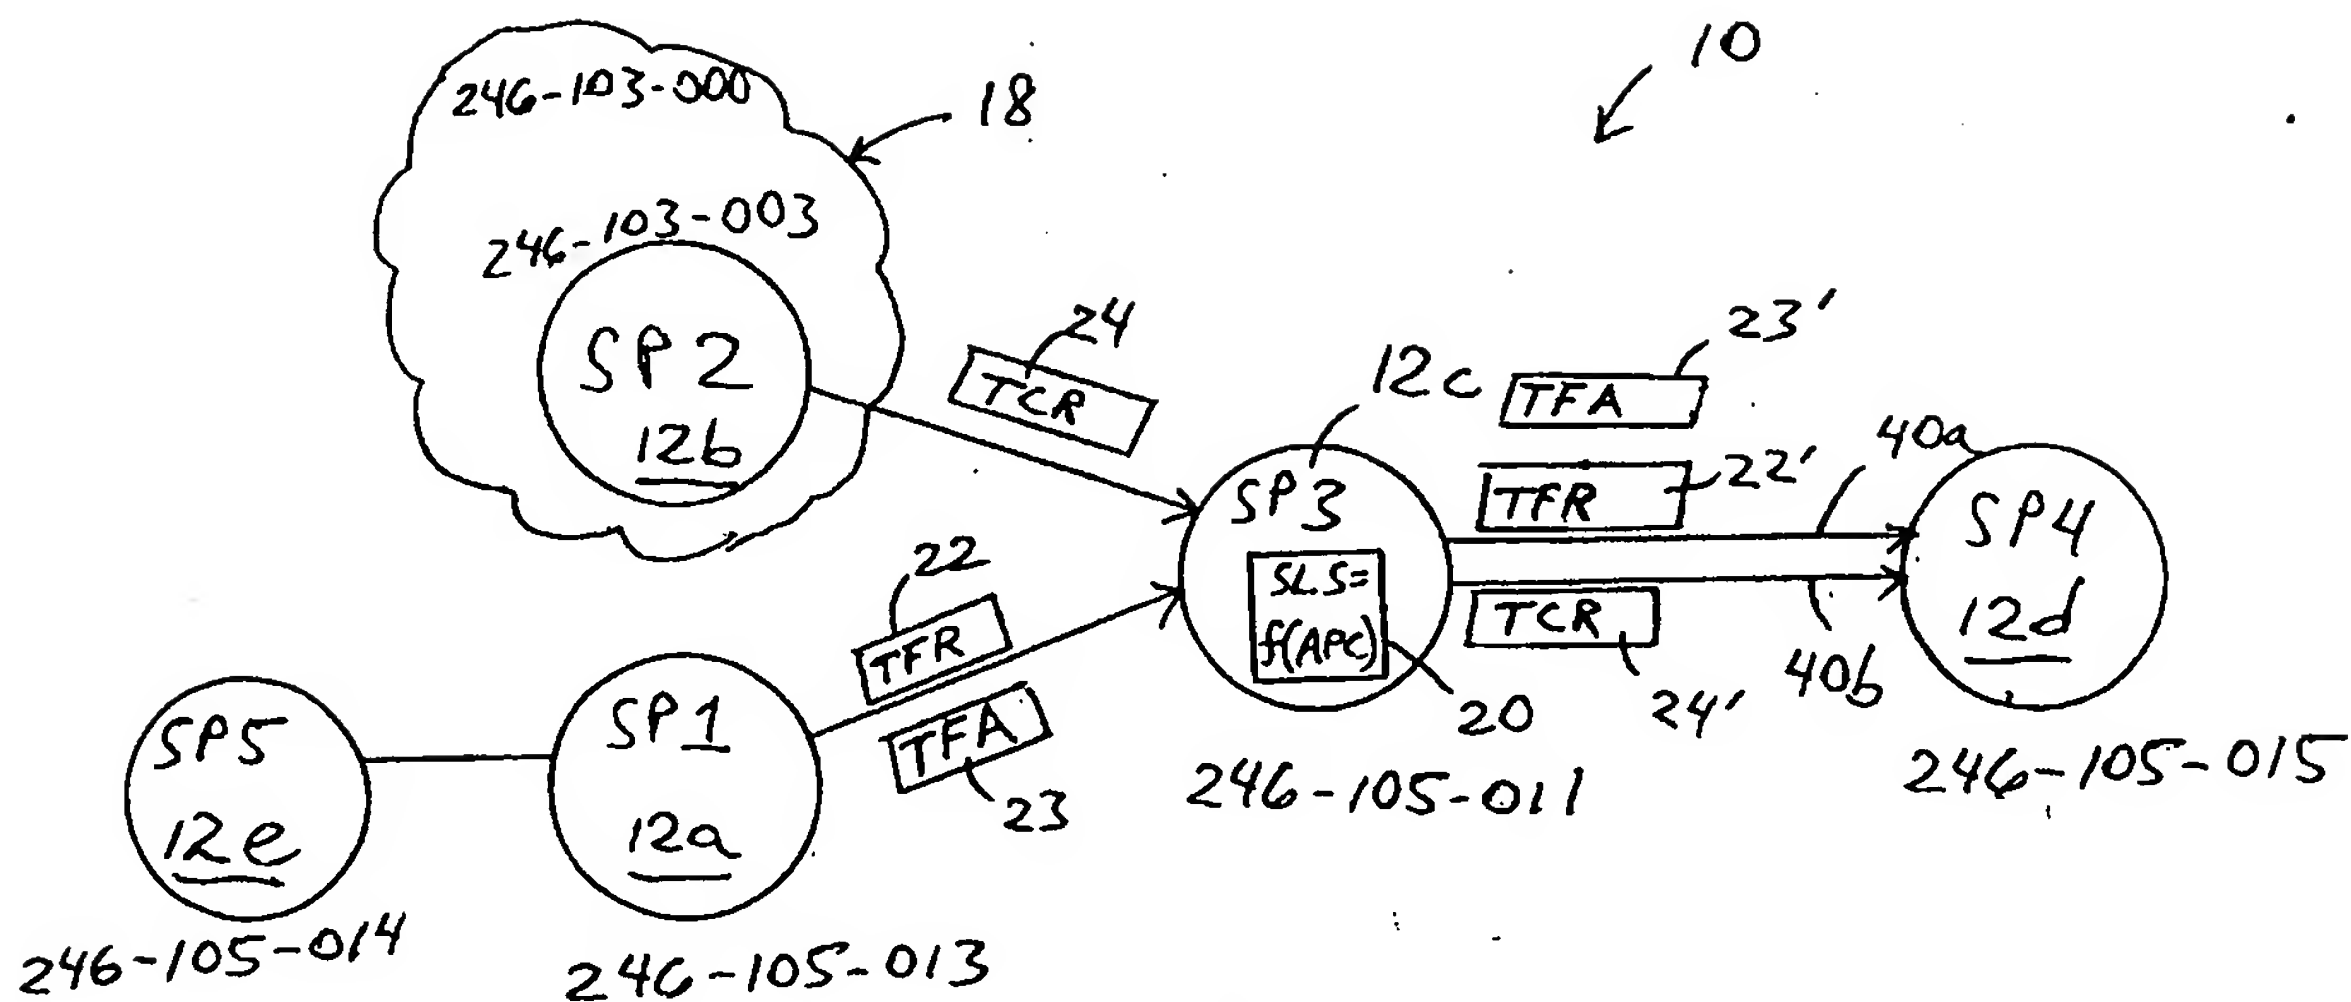 10
246-103-000
18
246-103-003
SP2
12b
24
TCR
23'
12c
TFA
40a
22'
TFR
SP3
SP4
12d
SLS=
f(APC)
TCR
40b
24'
20
22
TFR
TFA
23
SP5
12e
SP1
12a
246-105-011
246-105-015
246-105-014
246-105-013